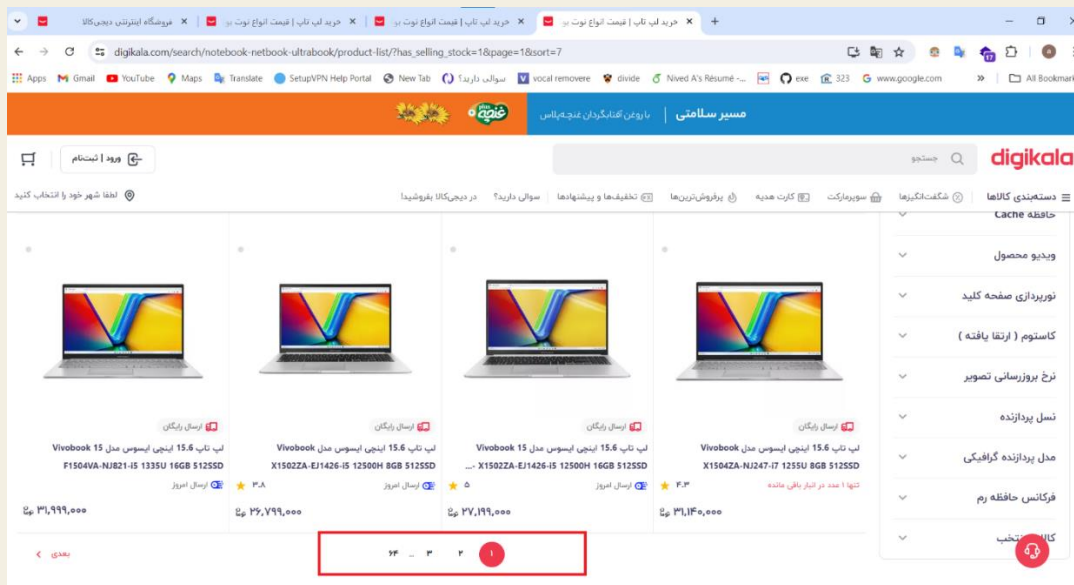 خرید لپ تاپ | قیمت انواع نوت بو
خرید لپ تاپ | قیمت انواع نوت بو
خرید لپ تاپ | قیمت انواع نوت بو
فروشگاه اینترنتی دیجی‌کالا
digikala.com/search/notebook-netbook-ultrabook/product-list/?has_selling_stock=1&page=1&sort=7
17
Apps Gmail YouTube Maps Translate SetupVPN Help Portal New Tab سوالی دارید؟ vocal removere divide Nived A's Résumé -... exe 323 www.google.com » All Bookmark
مسیر سلامتی | با روغن آفتابگردان غنچه‌پلاس
غنچه plus
digikala
جستجو
ورود | ثبت‌نام
دسته‌بندی کالاها
شگفت‌انگیزها
سوپرمارکت
کارت هدیه
پرفروش‌ترین‌ها
تخفیف‌ها و پیشنهادها
سوالی دارید؟
در دیجی‌کالا بفروشید!
لطفا شهر خود را انتخاب کنید
حافظه Cache
ویدیو محصول
نورپردازی صفحه کلید
کاستوم ( ارتقا یافته )
نرخ بروزرسانی تصویر
نسل پردازنده
مدل پردازنده گرافیکی
فرکانس حافظه رم
ارسال رایگان
لپ تاپ 15.6 اینچی ایسوس مدل Vivobook
X1504ZA-NJ247-i7 1255U 8GB 512SSD
تنها ۱ عدد در انبار باقی مانده
۴.۳
۳۱,۱۴۰,۰۰۰ تومان
ارسال رایگان
لپ تاپ 15.6 اینچی ایسوس مدل Vivobook 15
X1502ZA-EJ1426-i5 12500H 16GB 512SSD -...
ارسال امروز
۵
۲۷,۱۹۹,۰۰۰ تومان
ارسال رایگان
لپ تاپ 15.6 اینچی ایسوس مدل Vivobook
X1502ZA-EJ1426-i5 12500H 8GB 512SSD
ارسال امروز
۳.۸
۲۶,۷۹۹,۰۰۰ تومان
ارسال رایگان
لپ تاپ 15.6 اینچی ایسوس مدل Vivobook 15
F1504VA-NJ821-i5 1335U 16GB 512SSD
ارسال امروز
۳۱,۹۹۹,۰۰۰ تومان
۱ ۲ ۳ ... ۶۴
بعدی